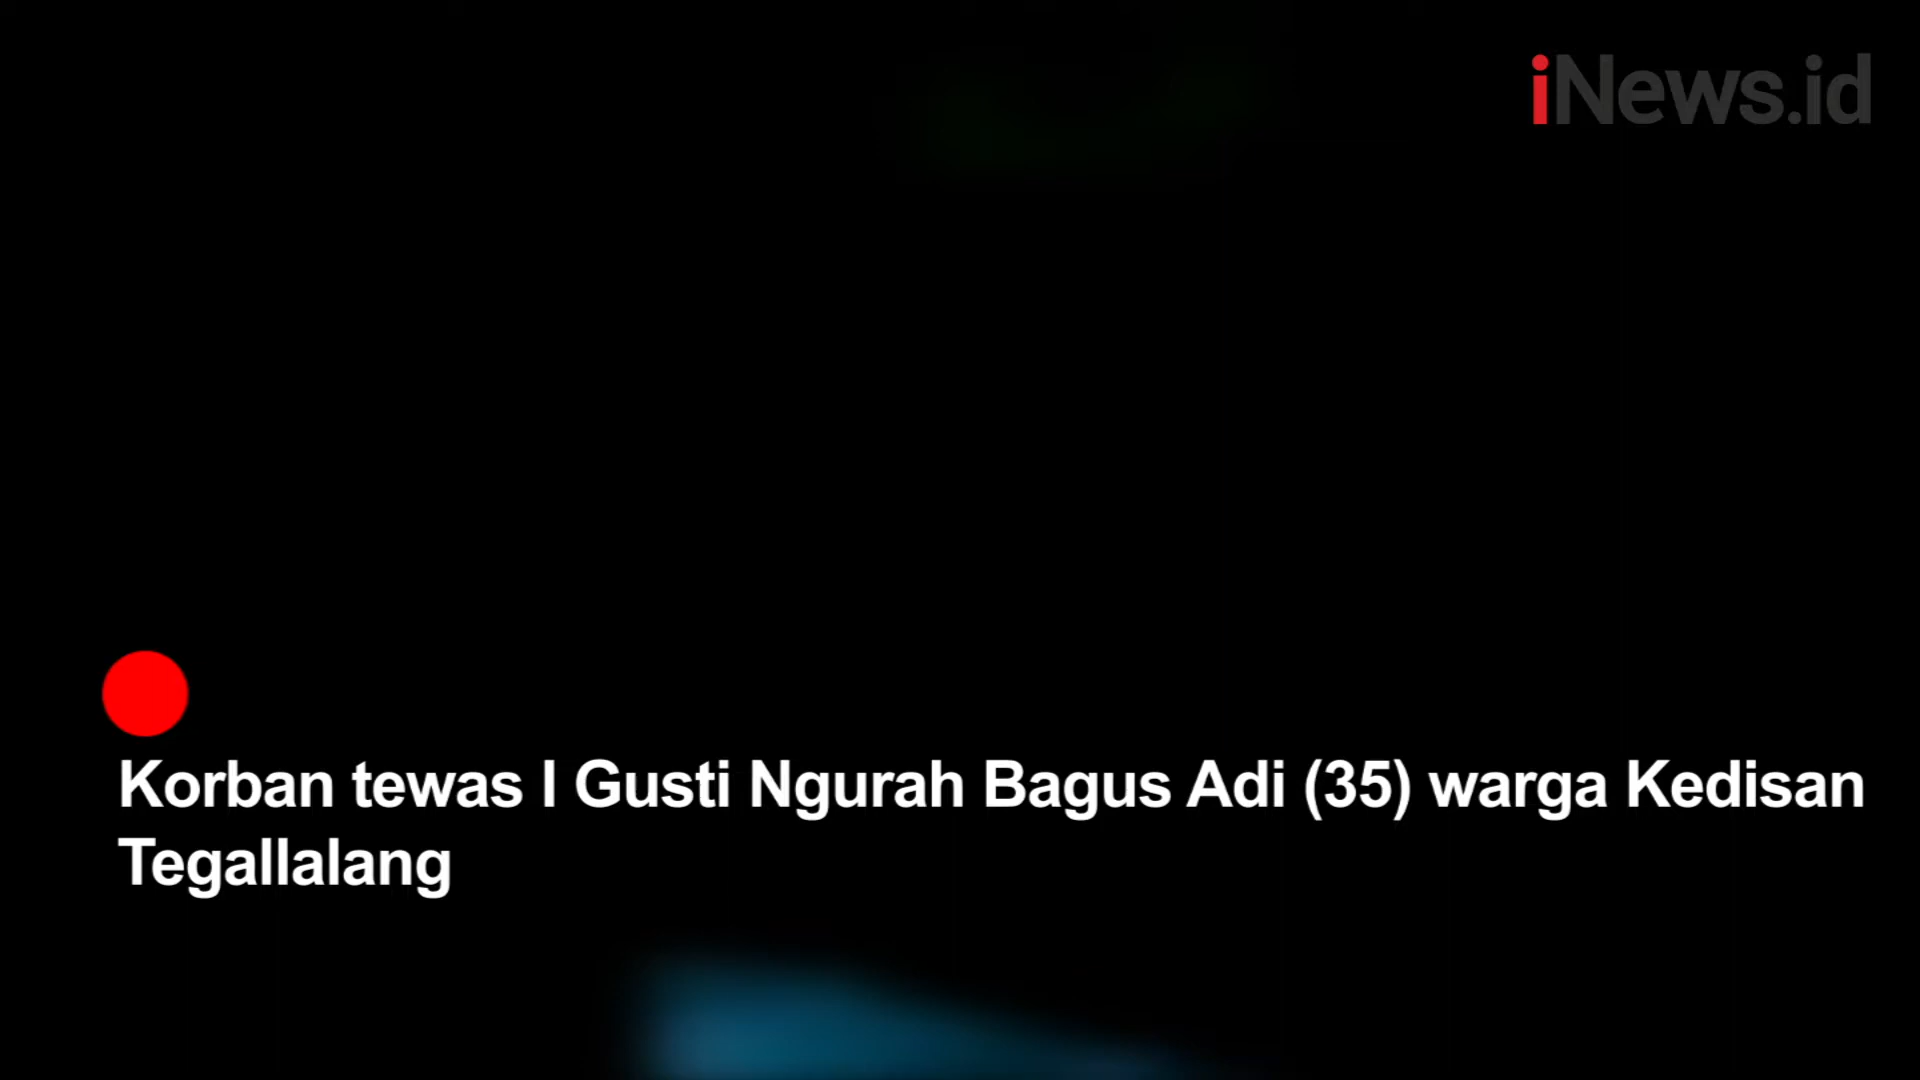 iNews.id
Korban tewas I Gusti Ngurah Bagus Adi (35) warga Kedisan
Tegallalang